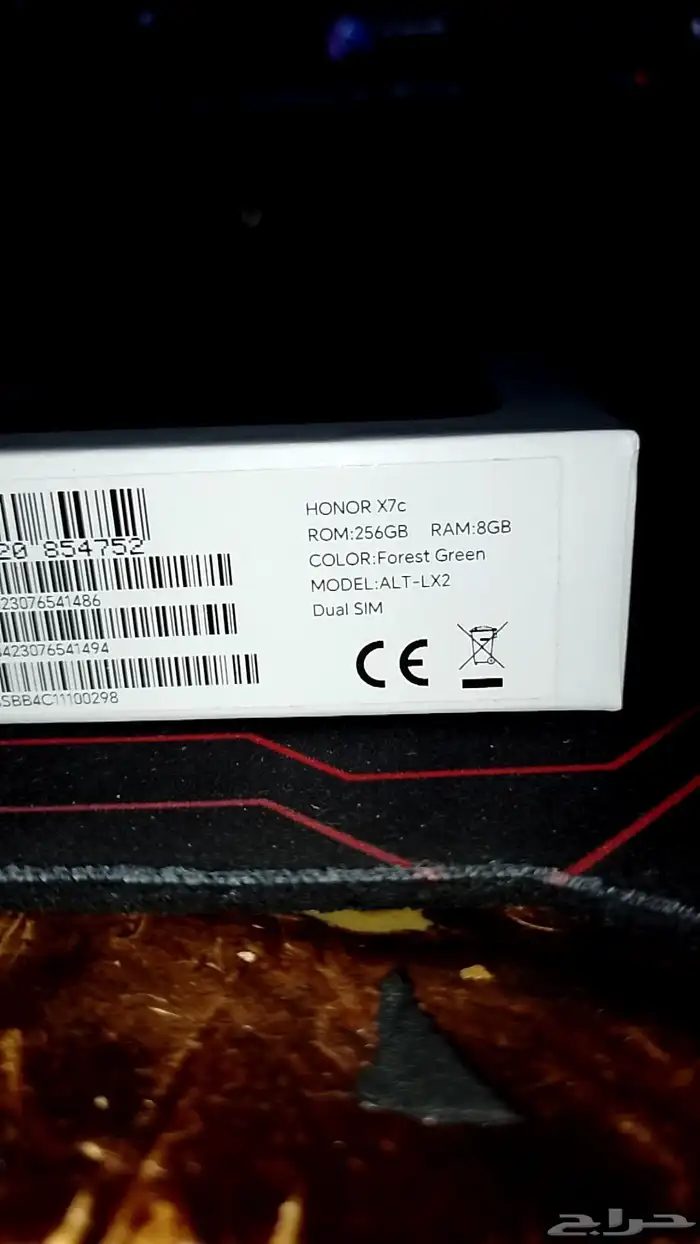 20 854752
23076541486
423076541494
SBB4C11100298
HONOR X7c
ROM:256GB RAM:8GB
COLOR:Forest Green
MODEL:ALT-LX2
Dual SIM
CE
حراج